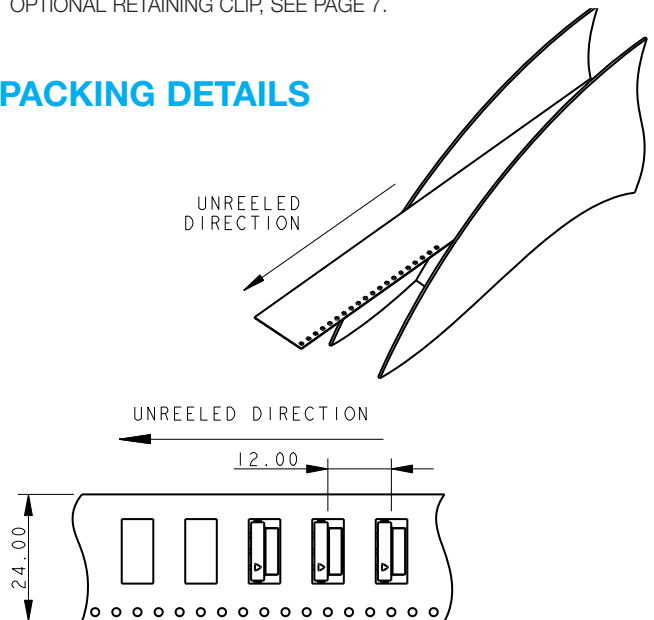 OPTIONAL RETAINING CLIP, SEE PAGE 7.
PACKING DETAILS
UNREELED
DIRECTION
UNREELED DIRECTION
12.00
24.00